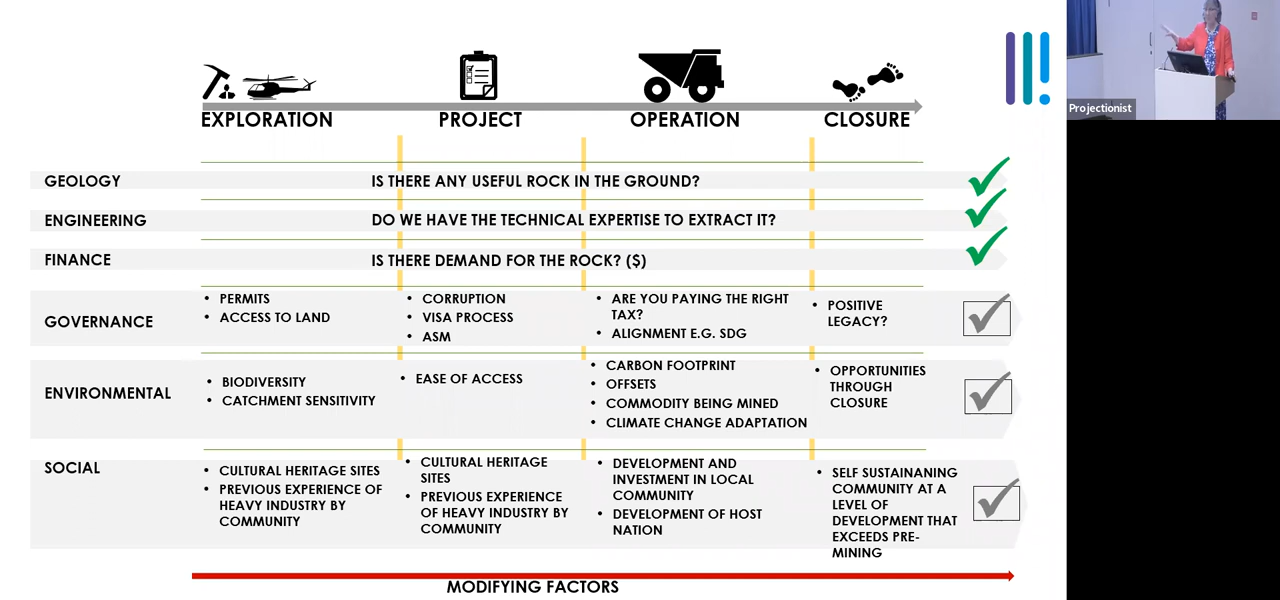 Projectionist
EXPLORATION
PROJECT
OPERATION
CLOSURE
GEOLOGY
IS THERE ANY USEFUL ROCK IN THE GROUND?
ENGINEERING
DO WE HAVE THE TECHNICAL EXPERTISE TO EXTRACT IT?
FINANCE
IS THERE DEMAND FOR THE ROCK? ($)
GOVERNANCE
• PERMITS
• ACCESS TO LAND
• CORRUPTION
• VISA PROCESS
• ASM
• ARE YOU PAYING THE RIGHT
TAX?
• ALIGNMENT E.G. SDG
• POSITIVE
LEGACY?
ENVIRONMENTAL
• BIODIVERSITY
• CATCHMENT SENSITIVITY
• EASE OF ACCESS
• CARBON FOOTPRINT
• OFFSETS
• COMMODITY BEING MINED
• CLIMATE CHANGE ADAPTATION
• OPPORTUNITIES
THROUGH
CLOSURE
SOCIAL
• CULTURAL HERITAGE SITES
• PREVIOUS EXPERIENCE OF
HEAVY INDUSTRY BY
COMMUNITY
• CULTURAL HERITAGE
SITES
• PREVIOUS EXPERIENCE
OF HEAVY INDUSTRY BY
COMMUNITY
• DEVELOPMENT AND
INVESTMENT IN LOCAL
COMMUNITY
• DEVELOPMENT OF HOST
NATION
• SELF SUSTAINANING
COMMUNITY AT A
LEVEL OF
DEVELOPMENT THAT
EXCEEDS PRE-
MINING
MODIFYING FACTORS